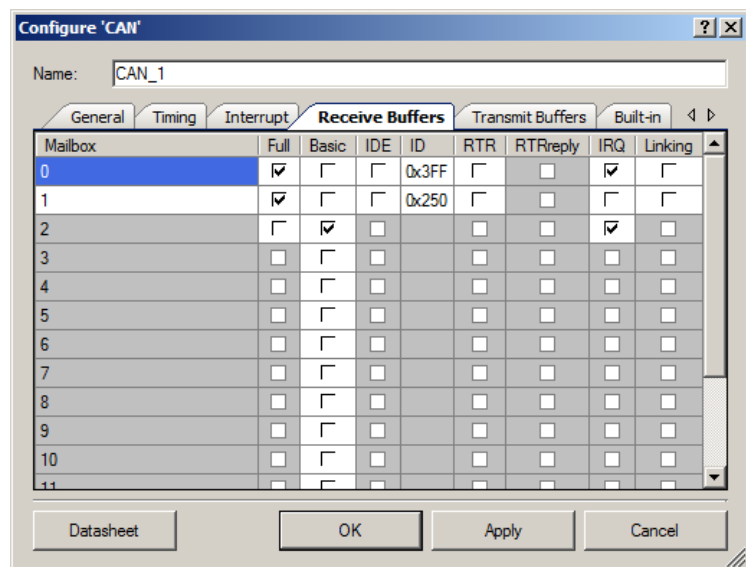 Configure 'CAN'
Name: CAN_1
General Timing Interrupt Receive Buffers Transmit Buffers Built-in
Mailbox Full Basic IDE ID RTR RTRreply IRQ Linking
0 0x3FF
1 0x250
2
3
4
5
6
7
8
9
10
11
Datasheet OK Apply Cancel